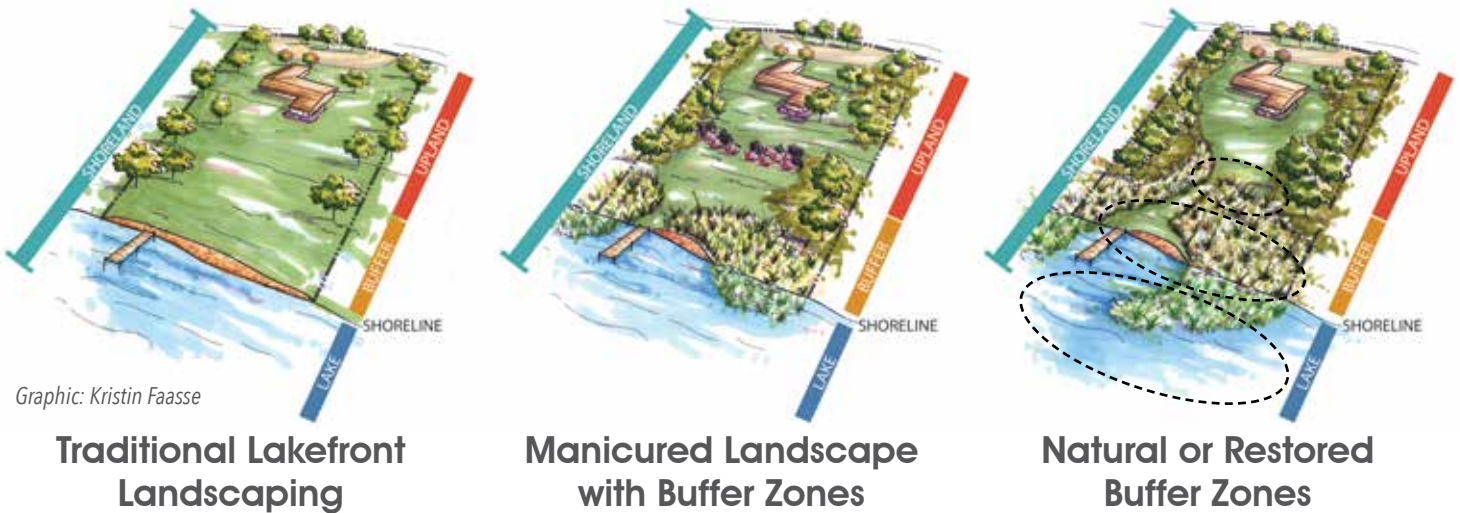 SHORELAND
UPLAND
BUFFER
SHORELINE
LAKE
Graphic: Kristin Faasse
Traditional Lakefront
Landscaping
SHORELAND
UPLAND
BUFFER
SHORELINE
LAKE
Manicured Landscape
with Buffer Zones
SHORELAND
UPLAND
BUFFER
SHORELINE
LAKE
Natural or Restored
Buffer Zones